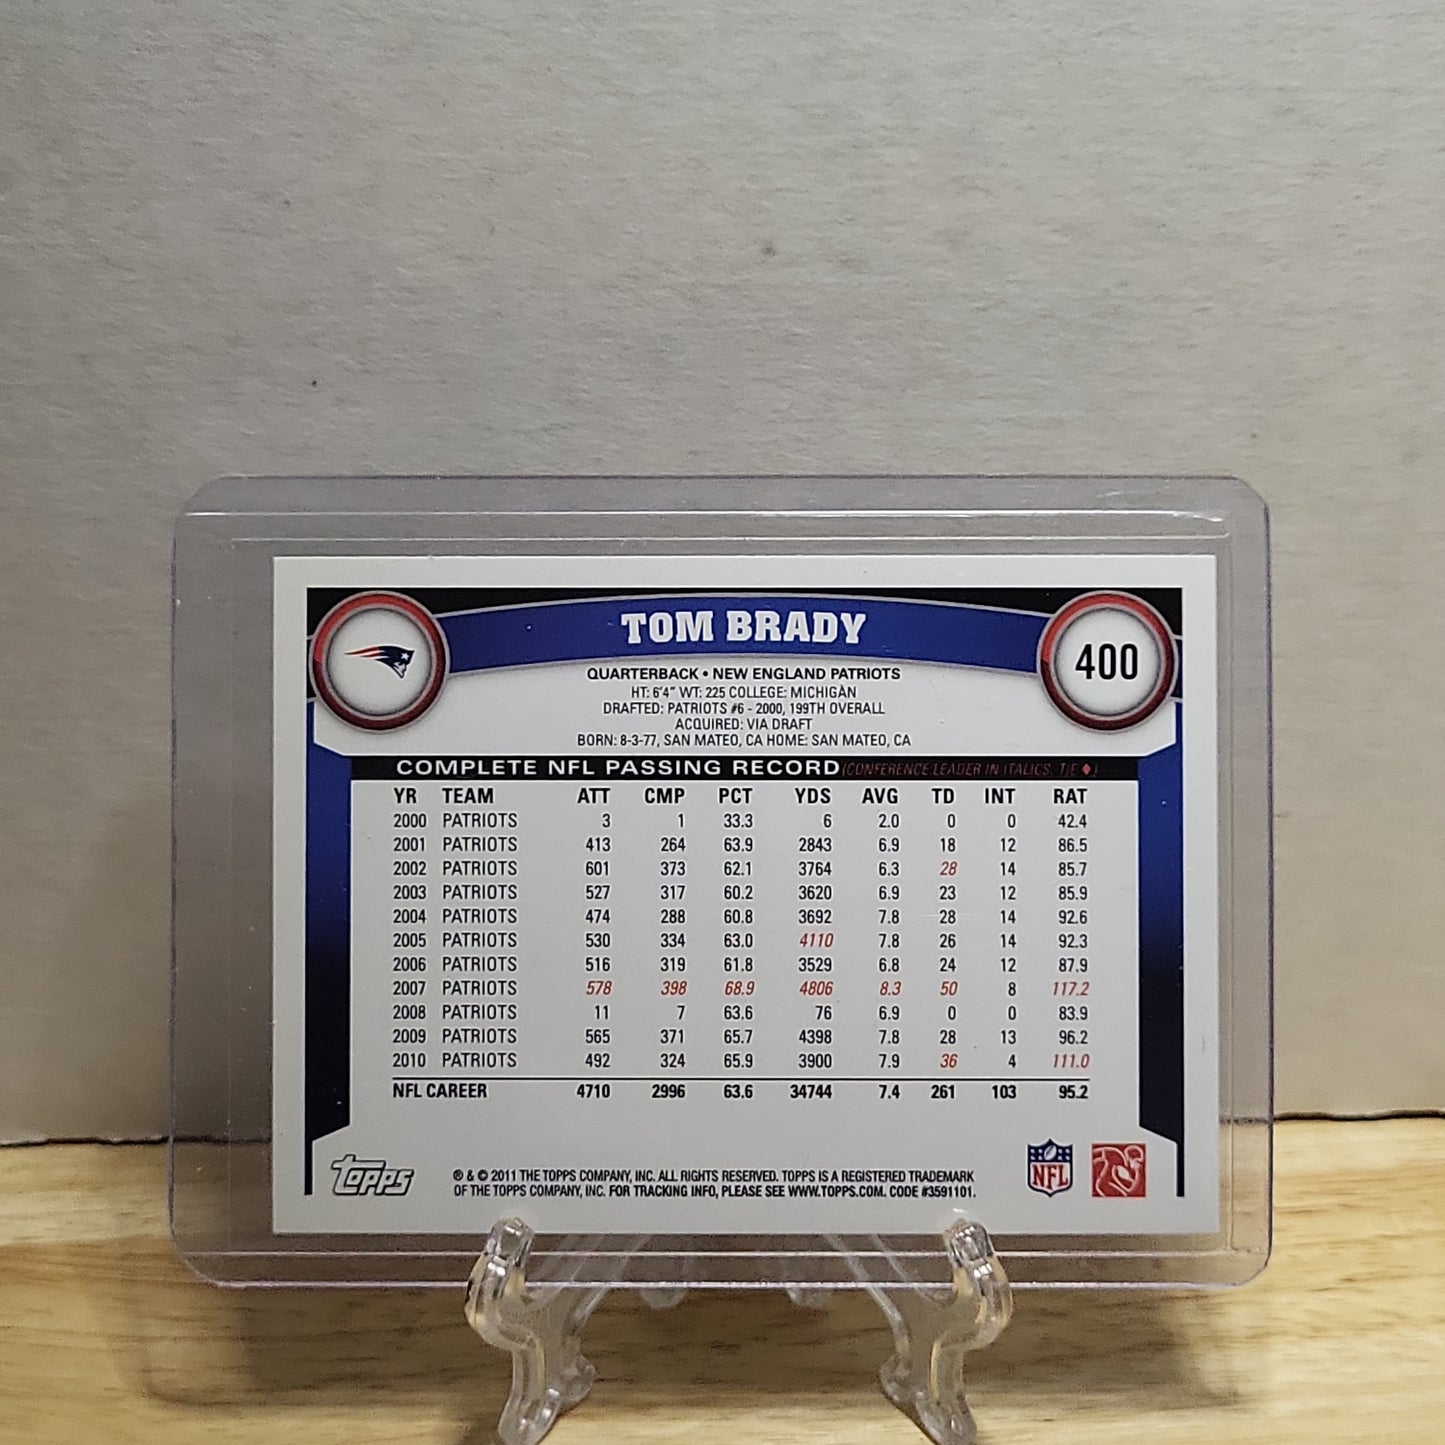 TOM BRADY
400
QUARTERBACK • NEW ENGLAND PATRIOTS
HT: 6'4" WT: 225 COLLEGE: MICHIGAN
DRAFTED: PATRIOTS #6 - 2000, 199TH OVERALL
ACQUIRED: VIA DRAFT
BORN: 8-3-77, SAN MATEO, CA HOME: SAN MATEO, CA
COMPLETE NFL PASSING RECORD (CONFERENCE LEADER IN ITALICS, TIE ♦)
YR TEAM ATT CMP PCT YDS AVG TD INT RAT
2000 PATRIOTS 3 1 33.3 6 2.0 0 0 42.4
2001 PATRIOTS 413 264 63.9 2843 6.9 18 12 86.5
2002 PATRIOTS 601 373 62.1 3764 6.3 28 14 85.7
2003 PATRIOTS 527 317 60.2 3620 6.9 23 12 85.9
2004 PATRIOTS 474 288 60.8 3692 7.8 28 14 92.6
2005 PATRIOTS 530 334 63.0 4110 7.8 26 14 92.3
2006 PATRIOTS 516 319 61.8 3529 6.8 24 12 87.9
2007 PATRIOTS 578 398 68.9 4806 8.3 50 8 117.2
2008 PATRIOTS 11 7 63.6 76 6.9 0 0 83.9
2009 PATRIOTS 565 371 65.7 4398 7.8 28 13 96.2
2010 PATRIOTS 492 324 65.9 3900 7.9 36 4 111.0
NFL CAREER 4710 2996 63.6 34744 7.4 261 103 95.2
Topps
® & © 2011 THE TOPPS COMPANY, INC. ALL RIGHTS RESERVED. TOPPS IS A REGISTERED TRADEMARK
OF THE TOPPS COMPANY, INC. FOR TRACKING INFO, PLEASE SEE WWW.TOPPS.COM. CODE #3591101.
NFL